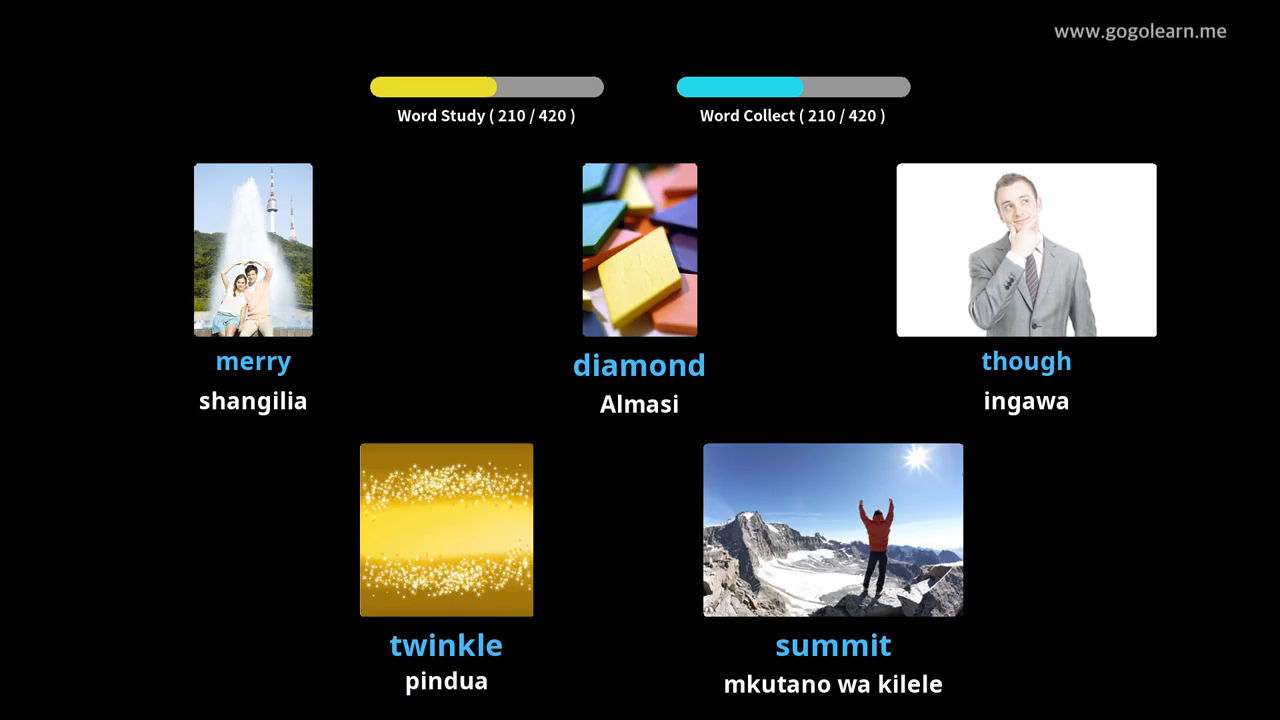 www.gogolearn.me
Word Study ( 210 / 420 )
Word Collect ( 210 / 420 )
merry
shangilia
diamond
Almasi
though
ingawa
twinkle
pindua
summit
mkutano wa kilele